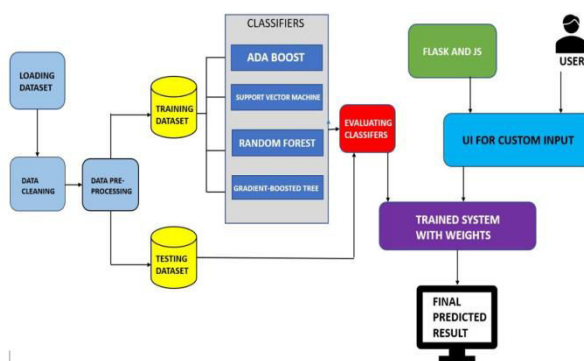 CLASSIFIERS
ADA BOOST
SUPPORT VECTOR MACHINE
RANDOM FOREST
GRADIENT-BOOSTED TREE
LOADING
DATASET
DATA
CLEANING
DATA PRE-
PROCESSING
TRAINING
DATASET
TESTING
DATASET
EVALUATING
CLASSIFERS
FLASK AND JS
USER
UI FOR CUSTOM INPUT
TRAINED SYSTEM
WITH WEIGHTS
FINAL
PREDICTED
RESULT